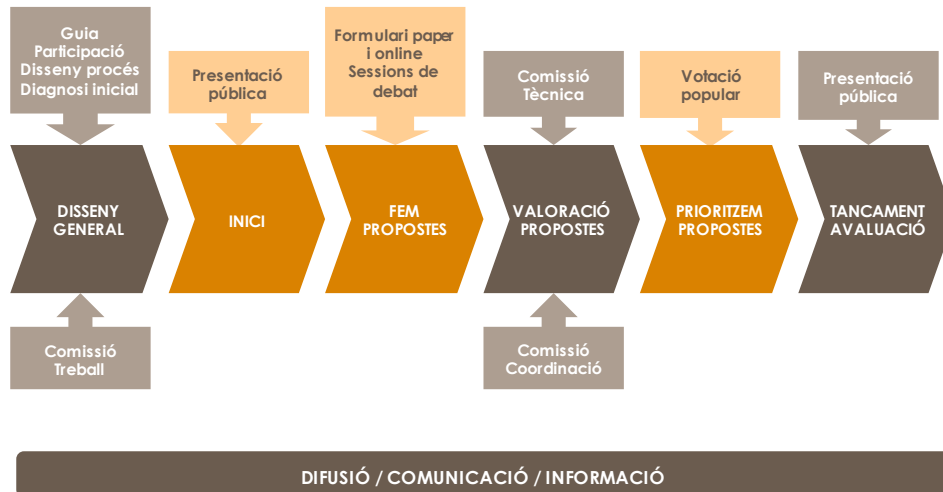 Guia
Participació
Disseny procés
Diagnosi inicial
Presentació
pública
Formulari paper
i online
Sessions de
debat
Comissió
Tècnica
Votació
popular
Presentació
pública
DISSENY
GENERAL
INICI
FEM
PROPOSTES
VALORACIÓ
PROPOSTES
PRIORITZEM
PROPOSTES
TANCAMENT
AVALUACIÓ
Comissió
Treball
Comissió
Coordinació
DIFUSIÓ / COMUNICACIÓ / INFORMACIÓ